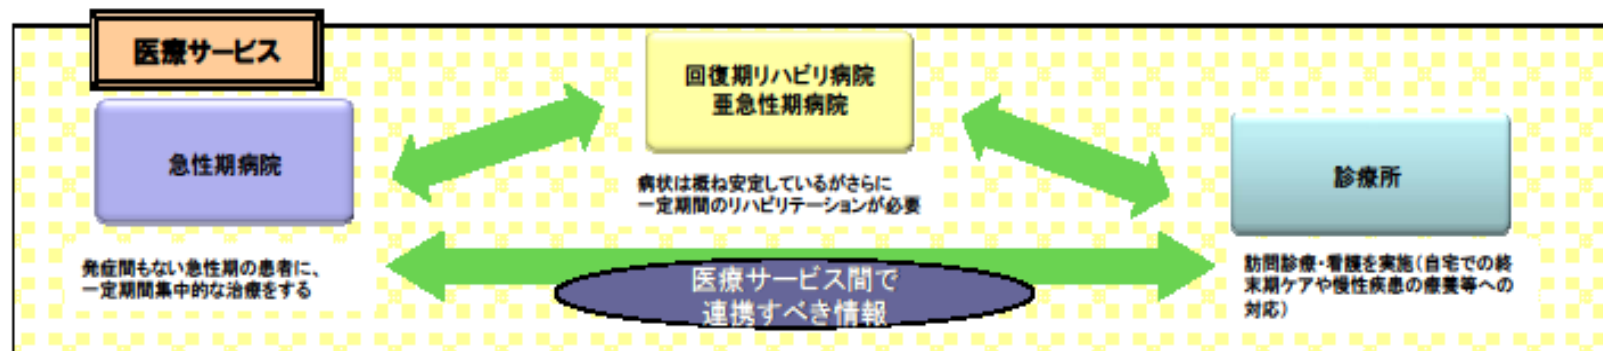 医療サービス
急性期病院
発症間もない急性期の患者に、
一定期間集中的な治療をする
回復期リハビリ病院
亜急性期病院
病状は概ね安定しているがさらに
一定期間のリハビリテーションが必要
診療所
訪問診療・看護を実施(自宅での終
末期ケアや慢性疾患の療養等への
対応)
医療サービス間で
連携すべき情報